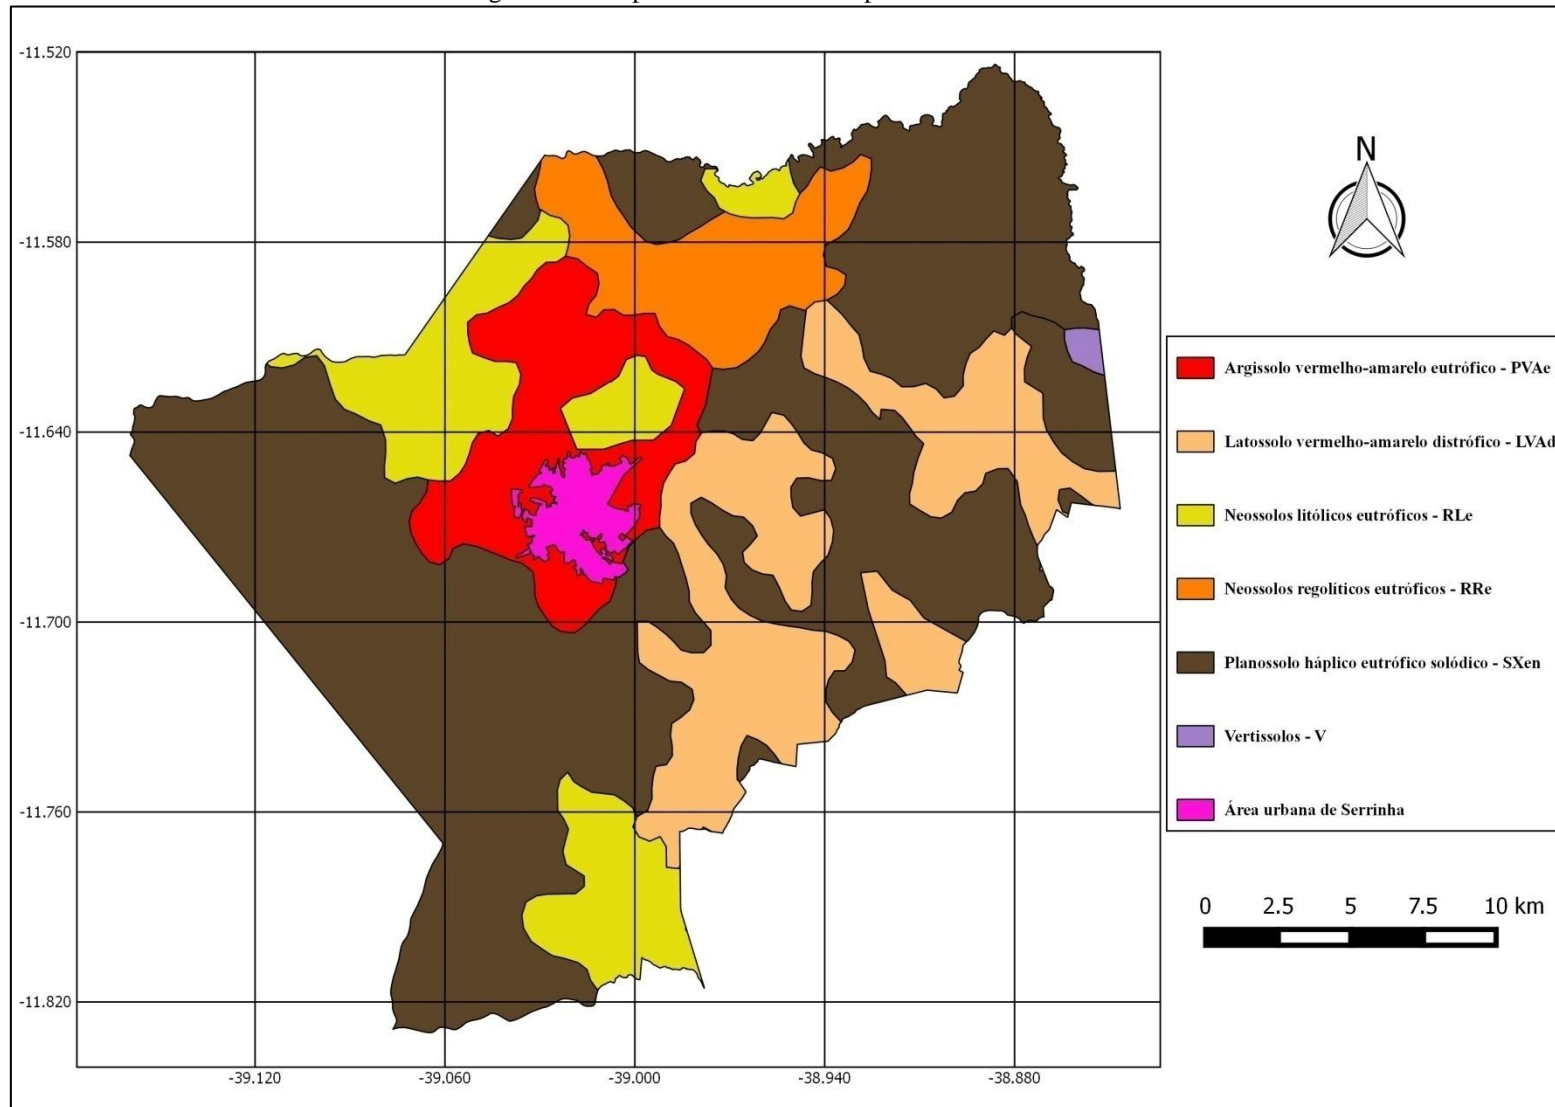 -11.520
-11.580
-11.640
-11.700
-11.760
-11.820
-39.120
-39.060
-39.000
-38.940
-38.880
N
Argissolo vermelho-amarelo eutrófico - PVAe
Latossolo vermelho-amarelo distrófico - LVAd
Neossolos litólicos eutróficos - RLe
Neossolos regolíticos eutróficos - RRe
Planossolo háplico eutrófico solódico - SXen
Vertissolos - V
Área urbana de Serrinha
0 2.5 5 7.5 10 km